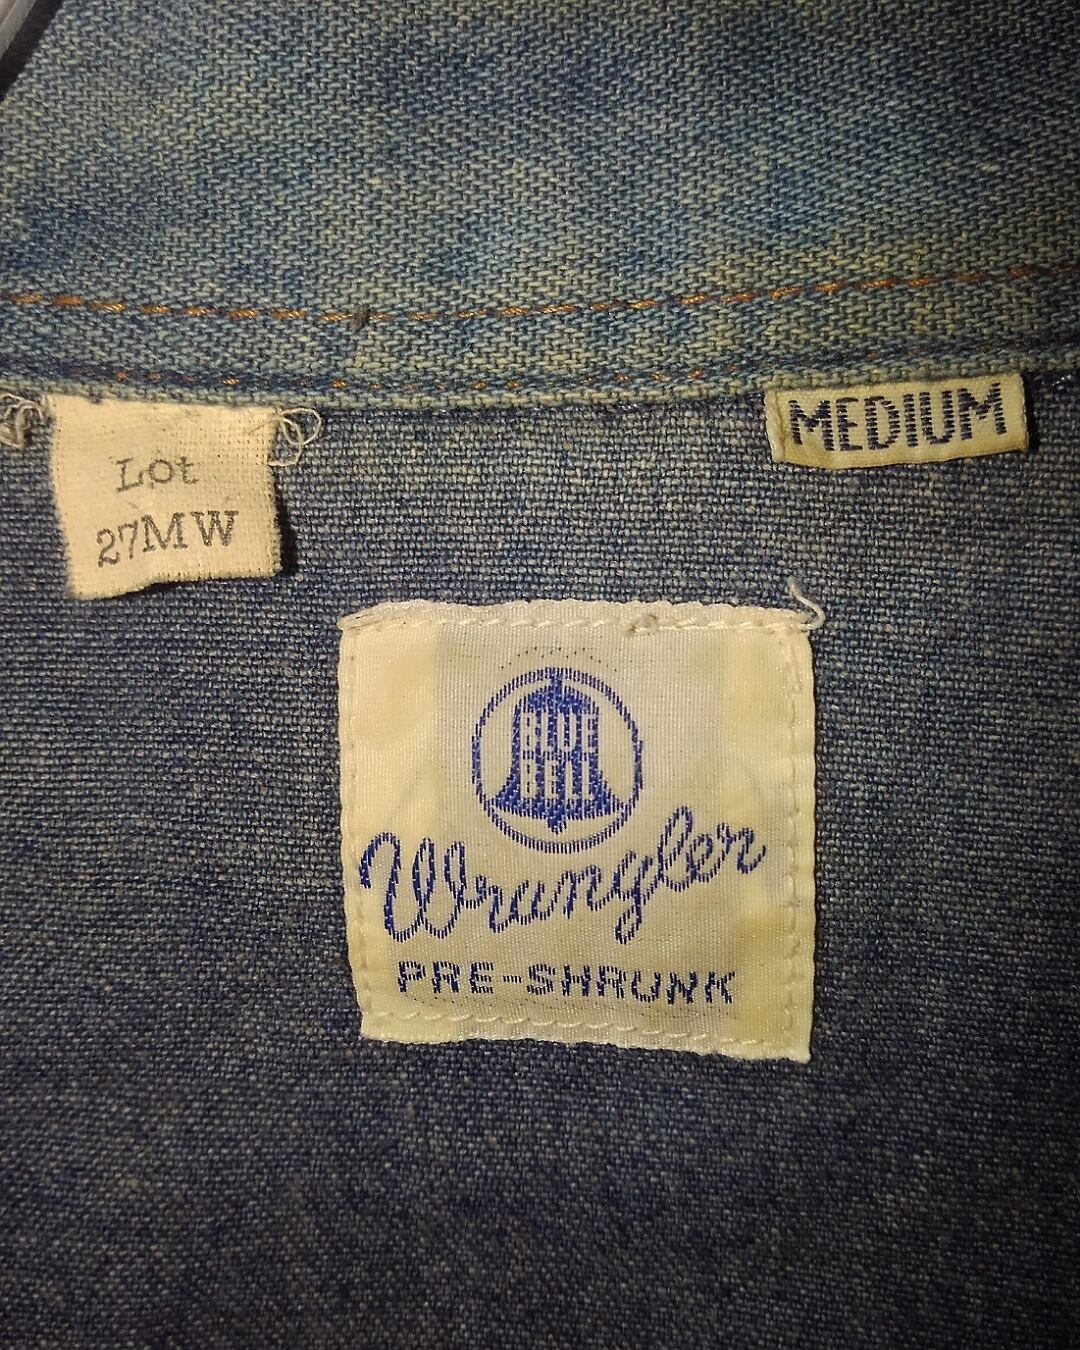 MEDIUM
Lot
27MW
BLUE
BELL
Wrangler
PRE-SHRUNK